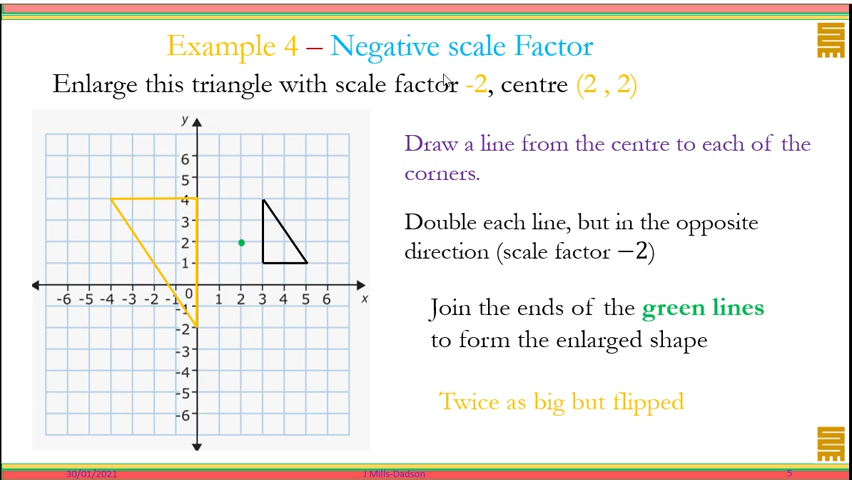 Example 4 – Negative scale Factor
Enlarge this triangle with scale factor -2, centre (2 , 2)
Draw a line from the centre to each of the
corners.
Double each line, but in the opposite
direction (scale factor −2)
Join the ends of the green lines
to form the enlarged shape
Twice as big but flipped
y
6
5
4
3
2
1
0
-6 -5 -4 -3 -2 -1 1 2 3 4 5 6 x
-1
-2
-3
-4
-5
-6
30/01/2021 J Mills-Dadson 5